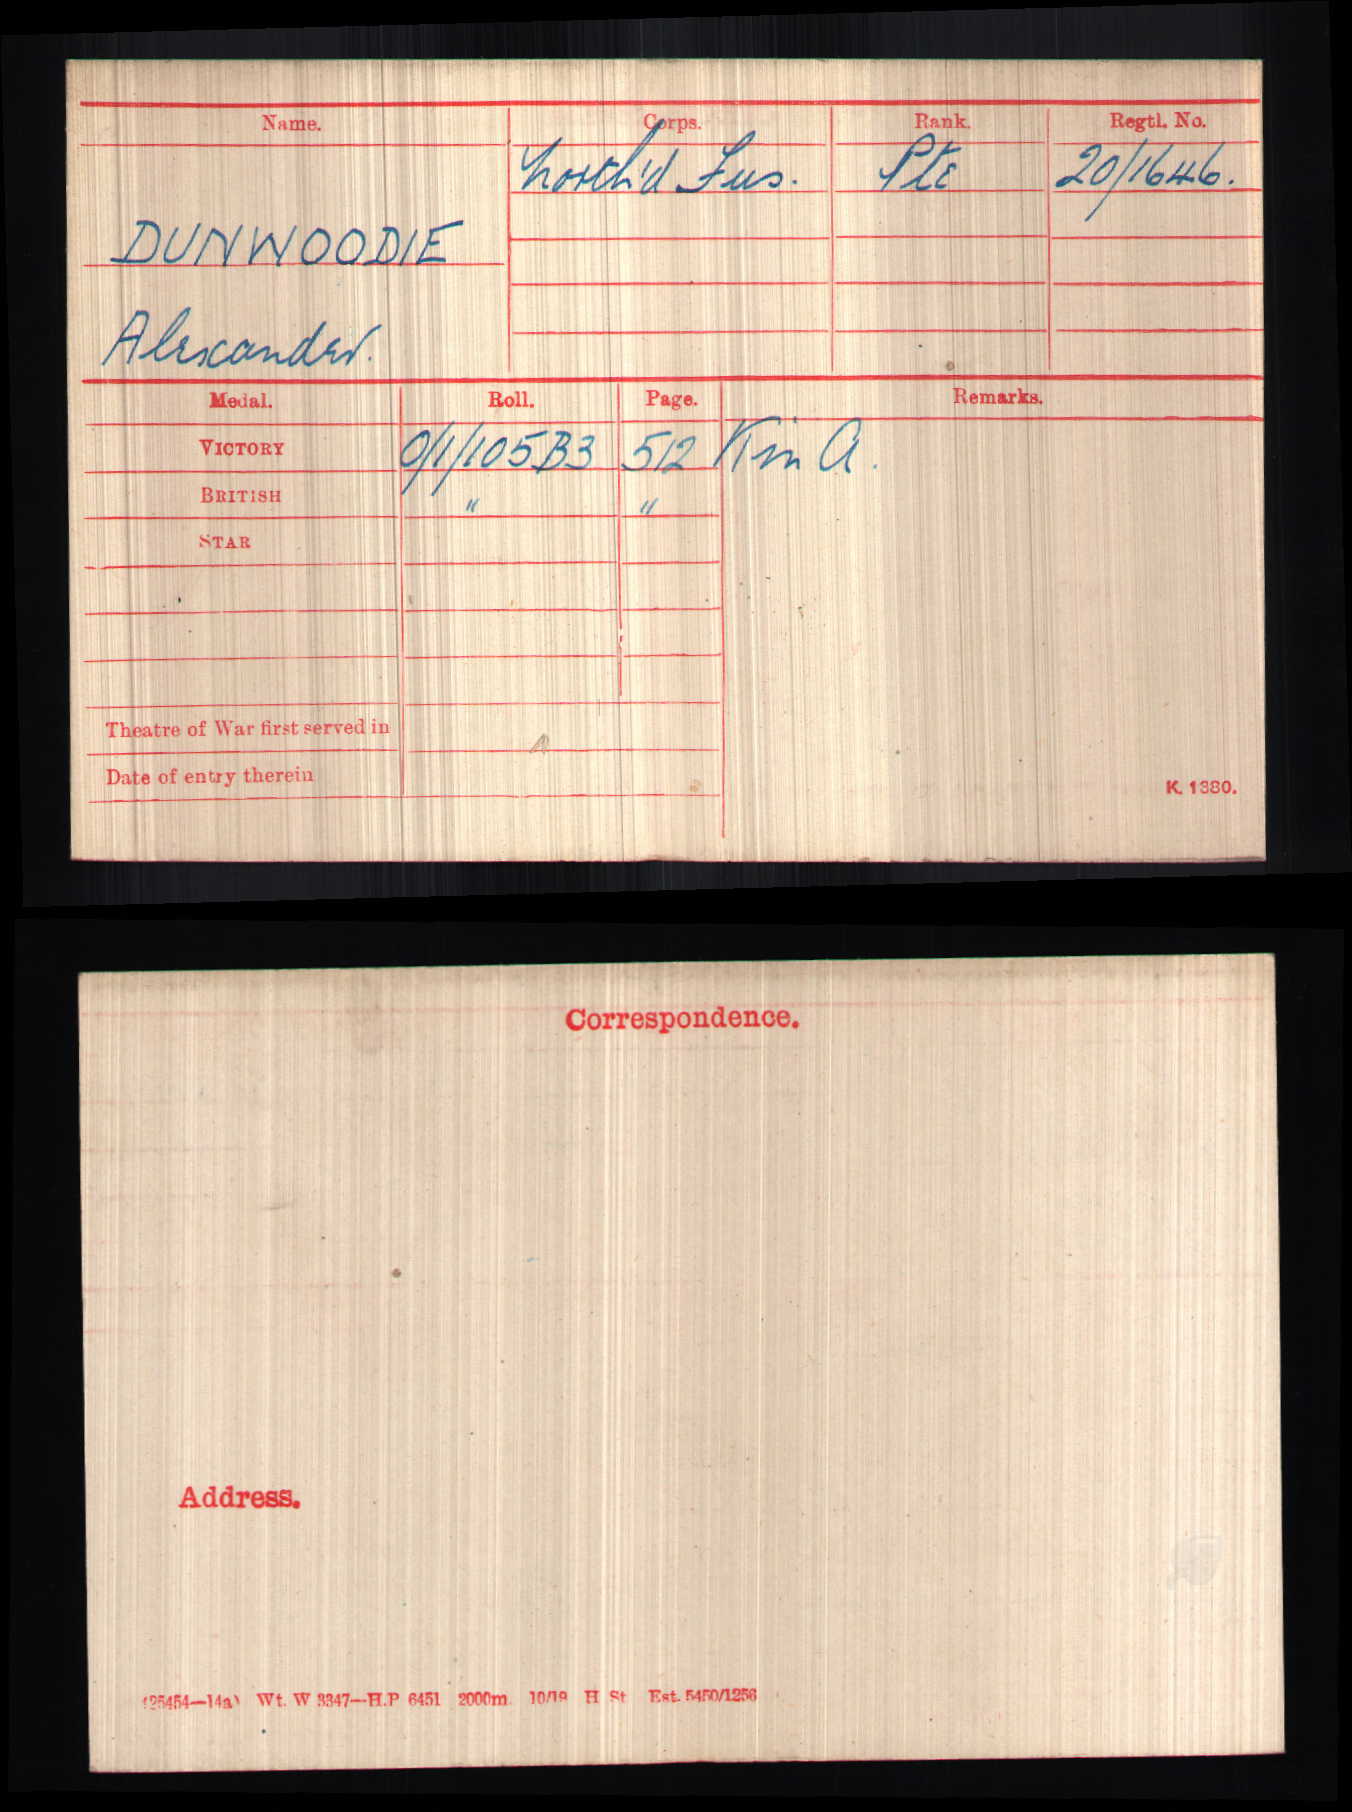 Name. Corps. Rank. Regtl. No.
North'd Fus. Pte 20/1646.
DUNWOODIE
Alexander.
Medal. Roll. Page. Remarks.
VICTORY O/1/105B3 512 K in A.
BRITISH " "
STAR
Theatre of War first served in
Date of entry therein
K. 1380.
Correspondence.
Address.
(25454—14a) Wt. W 3347—H.P 6451 2000m. 10/19 H St Est. 5450/1256